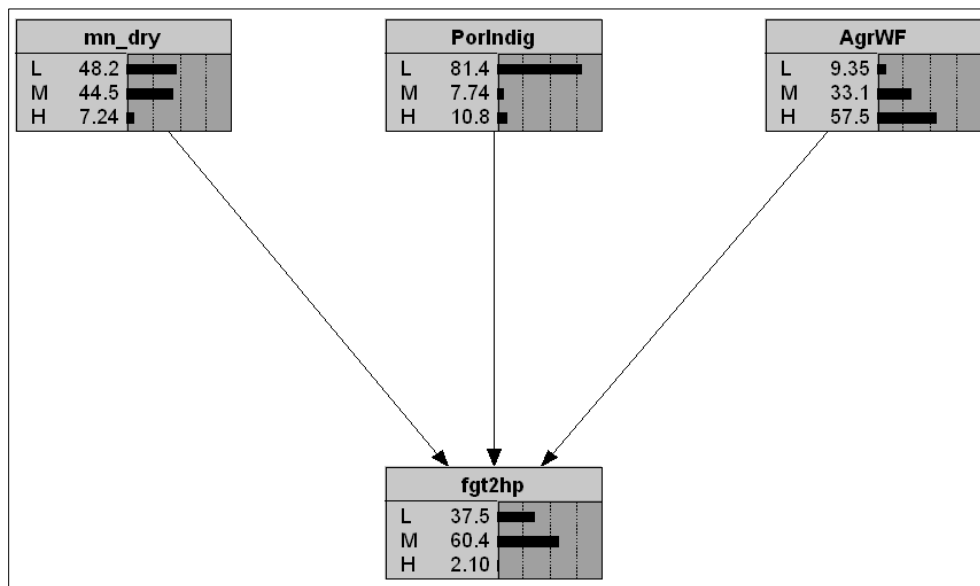 mn_dry
L 48.2
M 44.5
H 7.24
PorIndig
L 81.4
M 7.74
H 10.8
AgrWF
L 9.35
M 33.1
H 57.5
fgt2hp
L 37.5
M 60.4
H 2.10